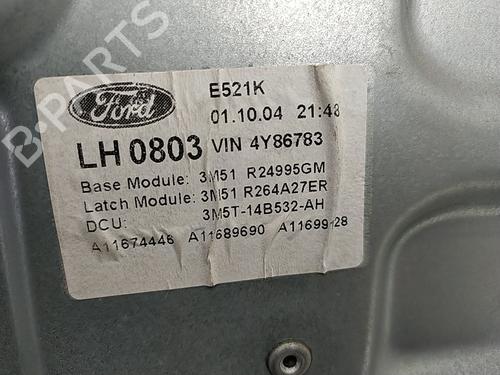 B-PARTS
Ford
E521K
01.10.04 21:48
LH 0803 VIN 4Y86783
Base Module: 3M51 R24995GM
Latch Module: 3M51 R264A27ER
DCU: 3M5T-14B532-AH
A11674446 A11689690